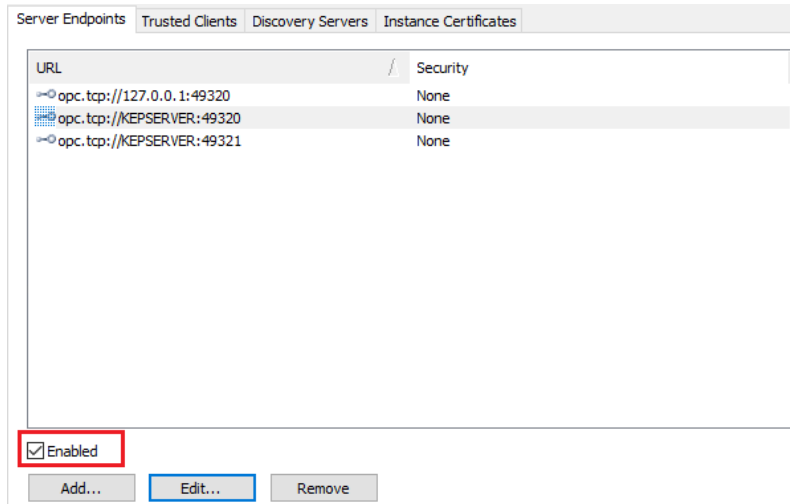 Server Endpoints Trusted Clients Discovery Servers Instance Certificates
URL Security
opc.tcp://127.0.0.1:49320 None
opc.tcp://KEPSERVER:49320 None
opc.tcp://KEPSERVER:49321 None
Enabled
Add... Edit... Remove